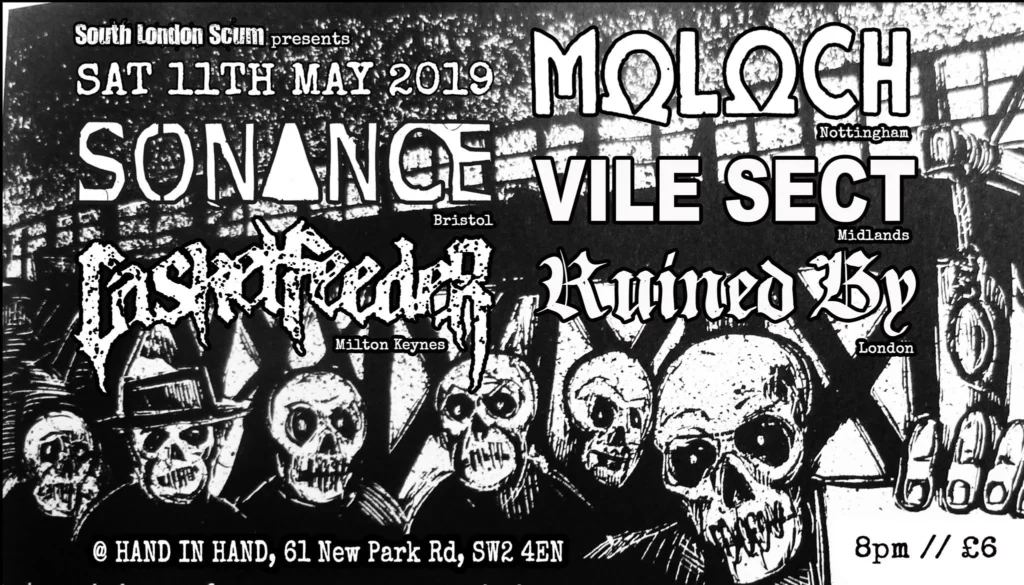 South London Scum presents
SAT 11TH MAY 2019
SONANCE
Bristol
CasketFeeder
Milton Keynes
MOLOCH
Nottingham
VILE SECT
Midlands
Ruined By
London
@ HAND IN HAND, 61 New Park Rd, SW2 4EN
8pm // £6